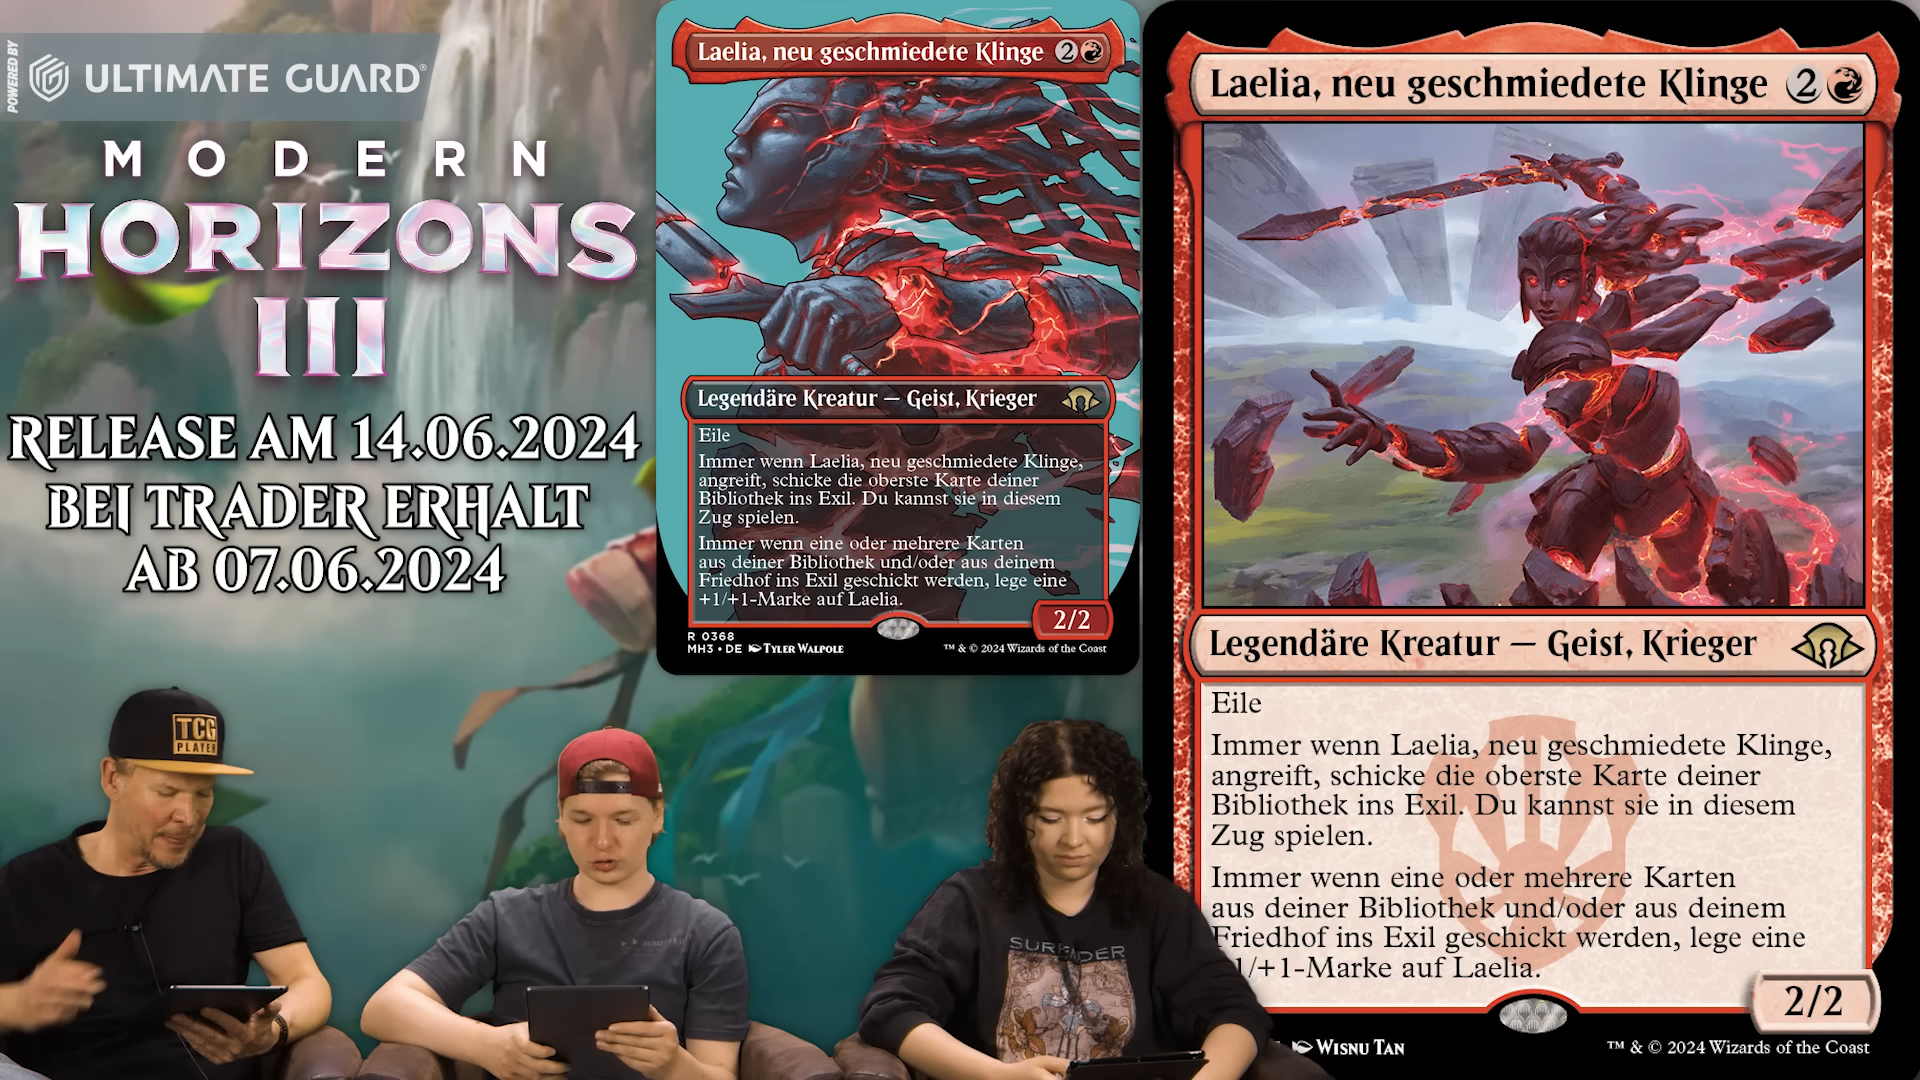 POWERED BY
ULTIMATE GUARD®
MODERN
HORIZONS
III
RELEASE AM 14.06.2024
BEI TRADER ERHALT
AB 07.06.2024
Laelia, neu geschmiedete Klinge 2
Legendäre Kreatur — Geist, Krieger
Eile
Immer wenn Laelia, neu geschmiedete Klinge,
angreift, schicke die oberste Karte deiner
Bibliothek ins Exil. Du kannst sie in diesem
Zug spielen.
Immer wenn eine oder mehrere Karten
aus deiner Bibliothek und/oder aus deinem
Friedhof ins Exil geschickt werden, lege eine
+1/+1-Marke auf Laelia.
2/2
R 0368
MH3 • DE TYLER WALPOLE
™ & © 2024 Wizards of the Coast
Laelia, neu geschmiedete Klinge 2
Legendäre Kreatur — Geist, Krieger
Eile
Immer wenn Laelia, neu geschmiedete Klinge,
angreift, schicke die oberste Karte deiner
Bibliothek ins Exil. Du kannst sie in diesem
Zug spielen.
Immer wenn eine oder mehrere Karten
aus deiner Bibliothek und/oder aus deinem
Friedhof ins Exil geschickt werden, lege eine
1/+1-Marke auf Laelia.
2/2
WISNU TAN
™ & © 2024 Wizards of the Coast
TCG
PLAYER